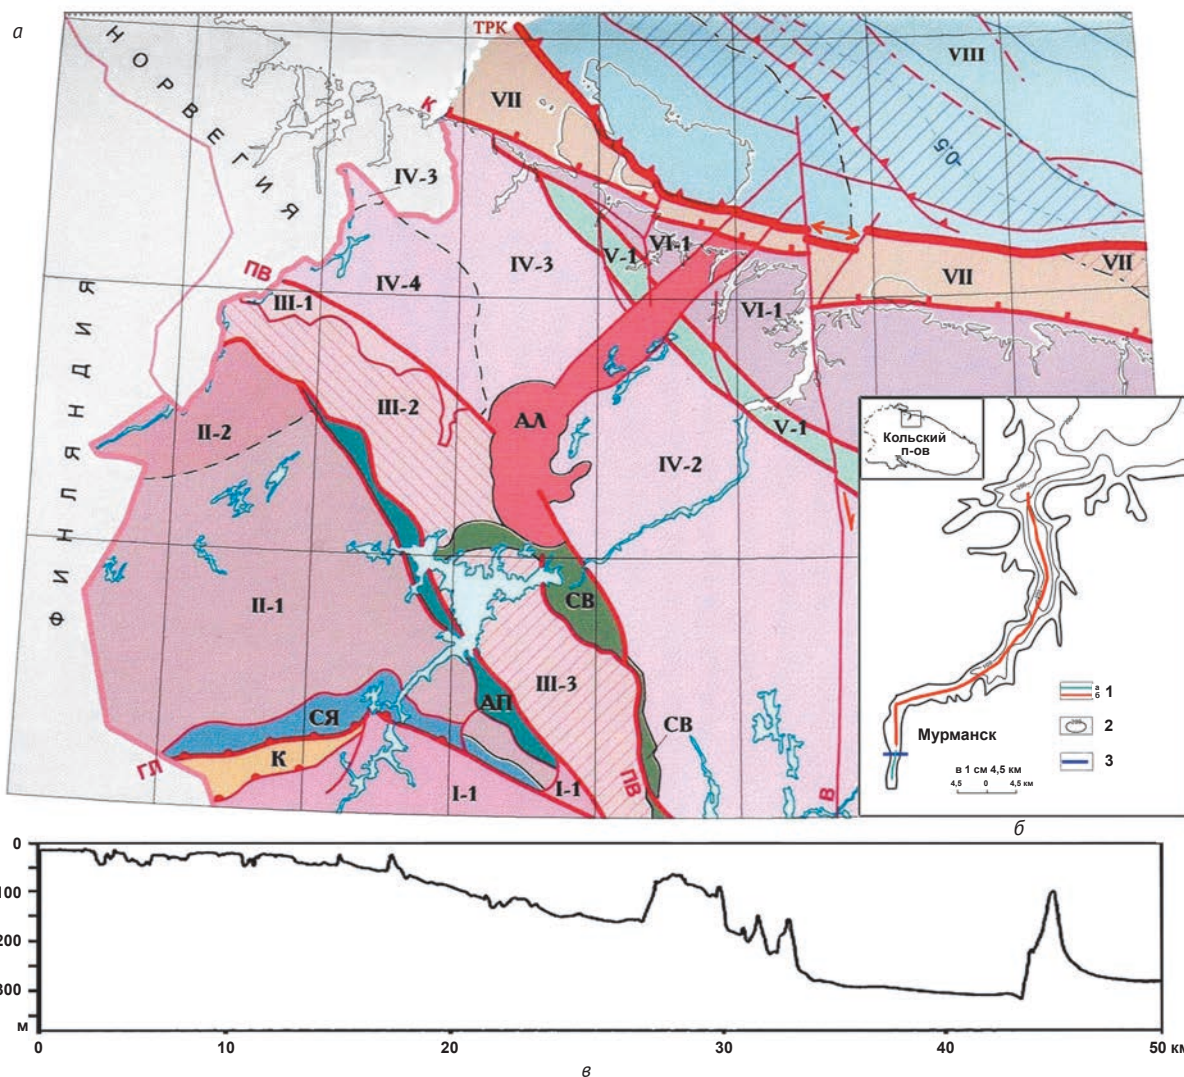 а
НОРВЕГИЯ
ФИНЛЯНДИЯ
ТРК
VIII
К
VII
-0,5
IV-3
IV-3
V-1
VI-1
VII
VII
ПВ
IV-4
III-1
VI-1
III-2
АЛ
II-2
V-1
IV-2
II-1
СВ
III-3
АП
СЯ
СВ
ГЛ
К
I-1
I-1
ПВ
В
Кольский
п-ов
Мурманск
в 1 см 4,5 км
4,5 0 4,5 км
а
б
1
2
3
б
0
100
200
300
м
0 10 20 30 40 50 км
в